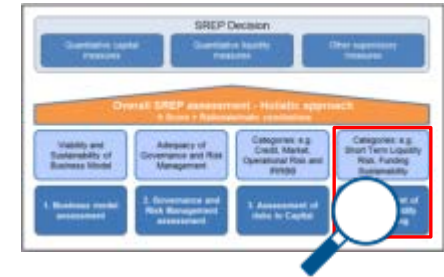 SREP Decision
Quantitative capital
measures
Quantitative liquidity
measures
Other supervisory
measures
Overall SREP assessment - Holistic approach
Viability and
Sustainability of
Business Model
Adequacy of
Governance and Risk
Management
Categories: e.g.
Credit, Market,
Operational Risk and
IRRBB
Categories: e.g.
Short Term Liquidity
Risk, Funding
Sustainability
1. Business model
assessment
2. Governance and
Risk Management
assessment
3. Assessment of
risks to Capital